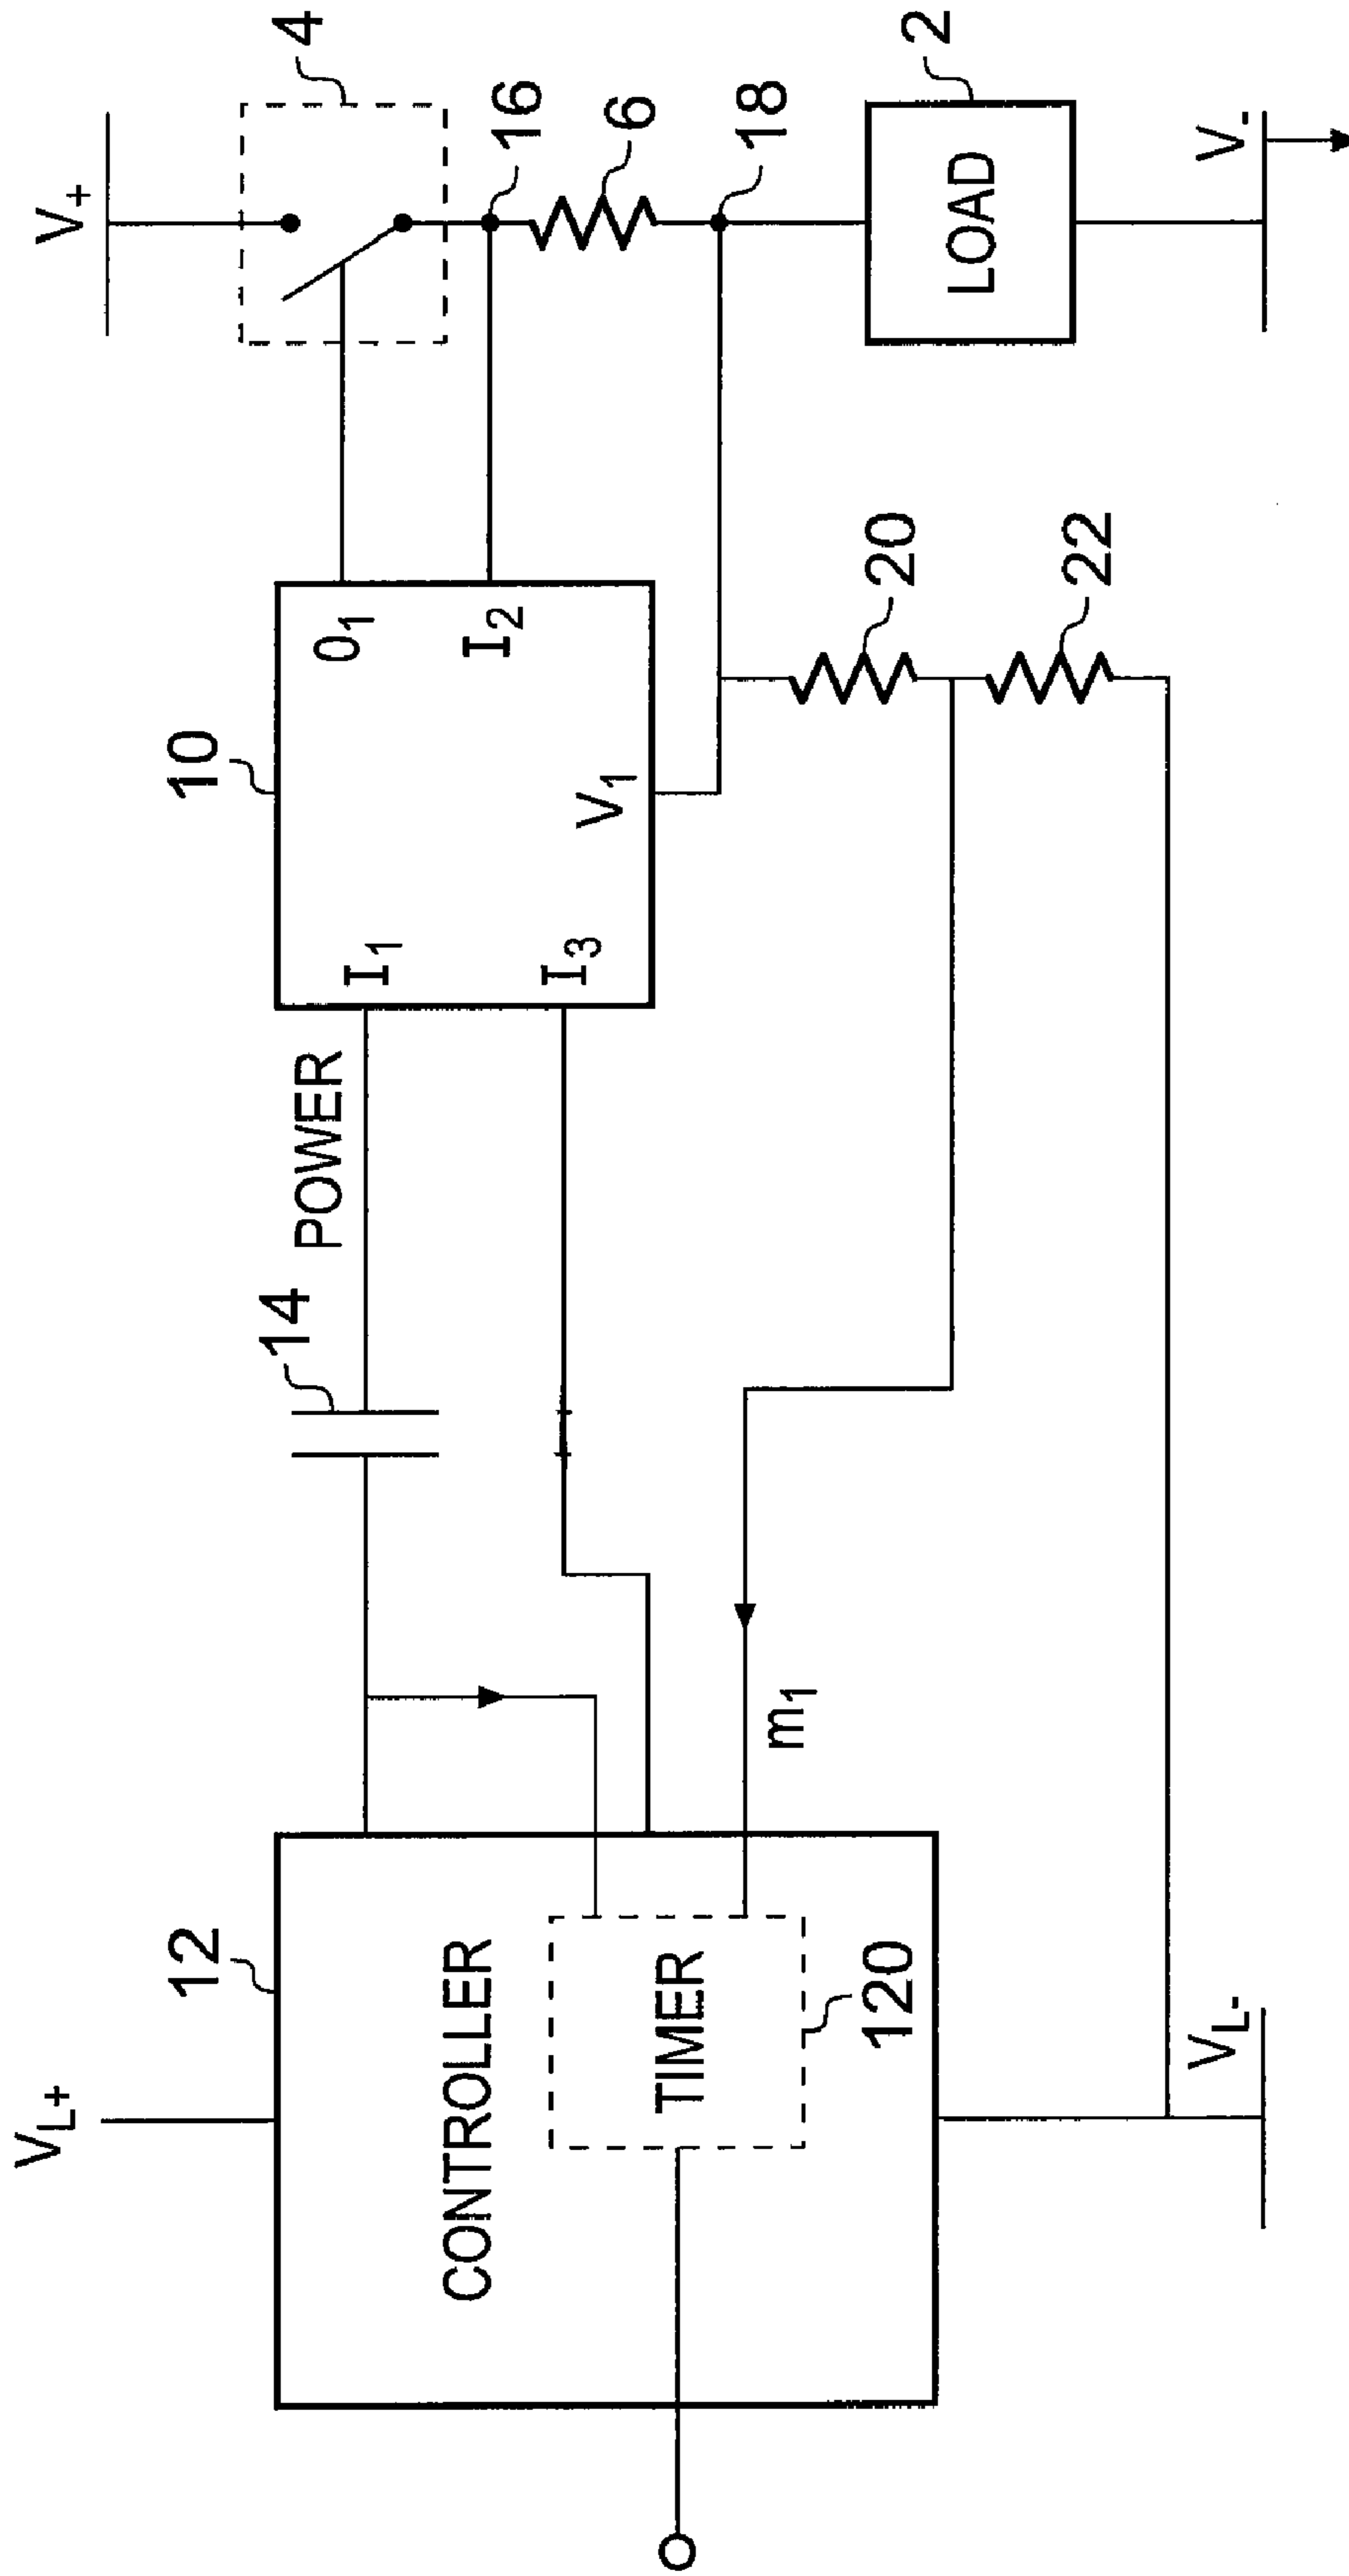 V+
4
16
6
18
LOAD
2
V-
10
O1
I2
V1
I1
I3
20
22
POWER
14
m1
VL+
12
CONTROLLER
TIMER
120
VL-